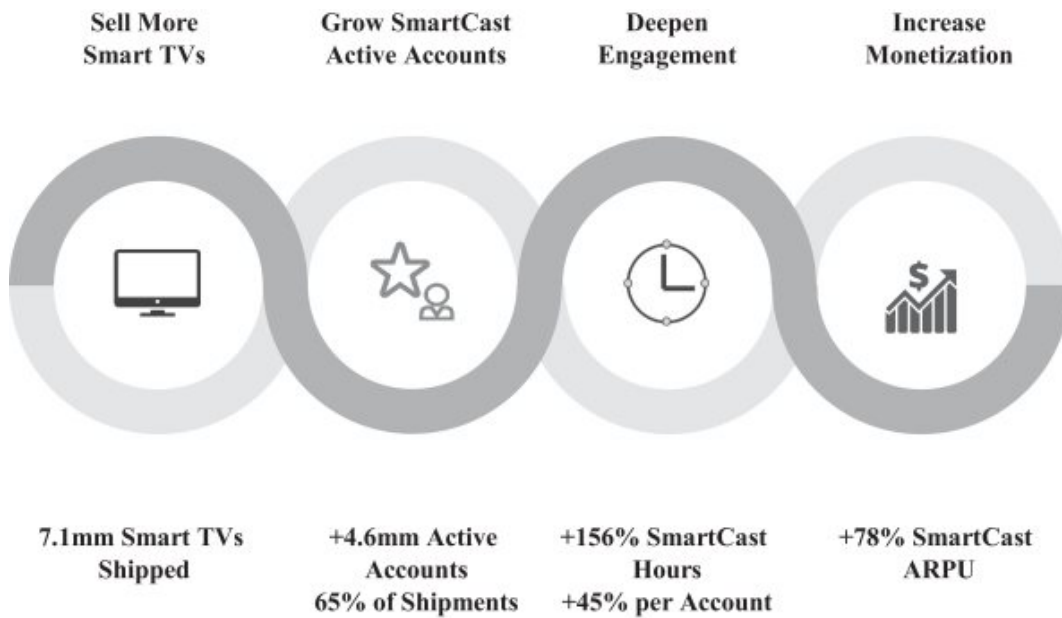 Sell More
Smart TVs
Grow SmartCast
Active Accounts
Deepen
Engagement
Increase
Monetization
$
7.1mm Smart TVs
Shipped
+4.6mm Active
Accounts
65% of Shipments
+156% SmartCast
Hours
+45% per Account
+78% SmartCast
ARPU